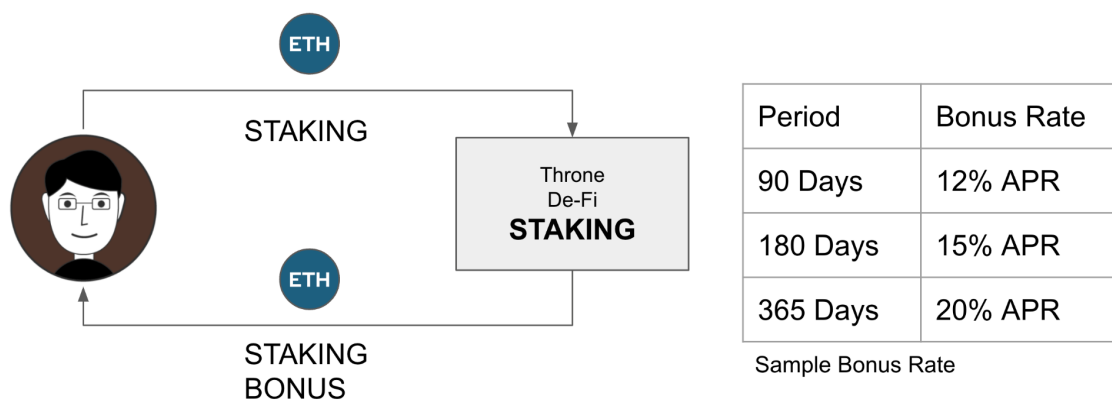 ETH
STAKING
Throne
De-Fi
STAKING
ETH
STAKING
BONUS
Period Bonus Rate
90 Days 12% APR
180 Days 15% APR
365 Days 20% APR
Sample Bonus Rate